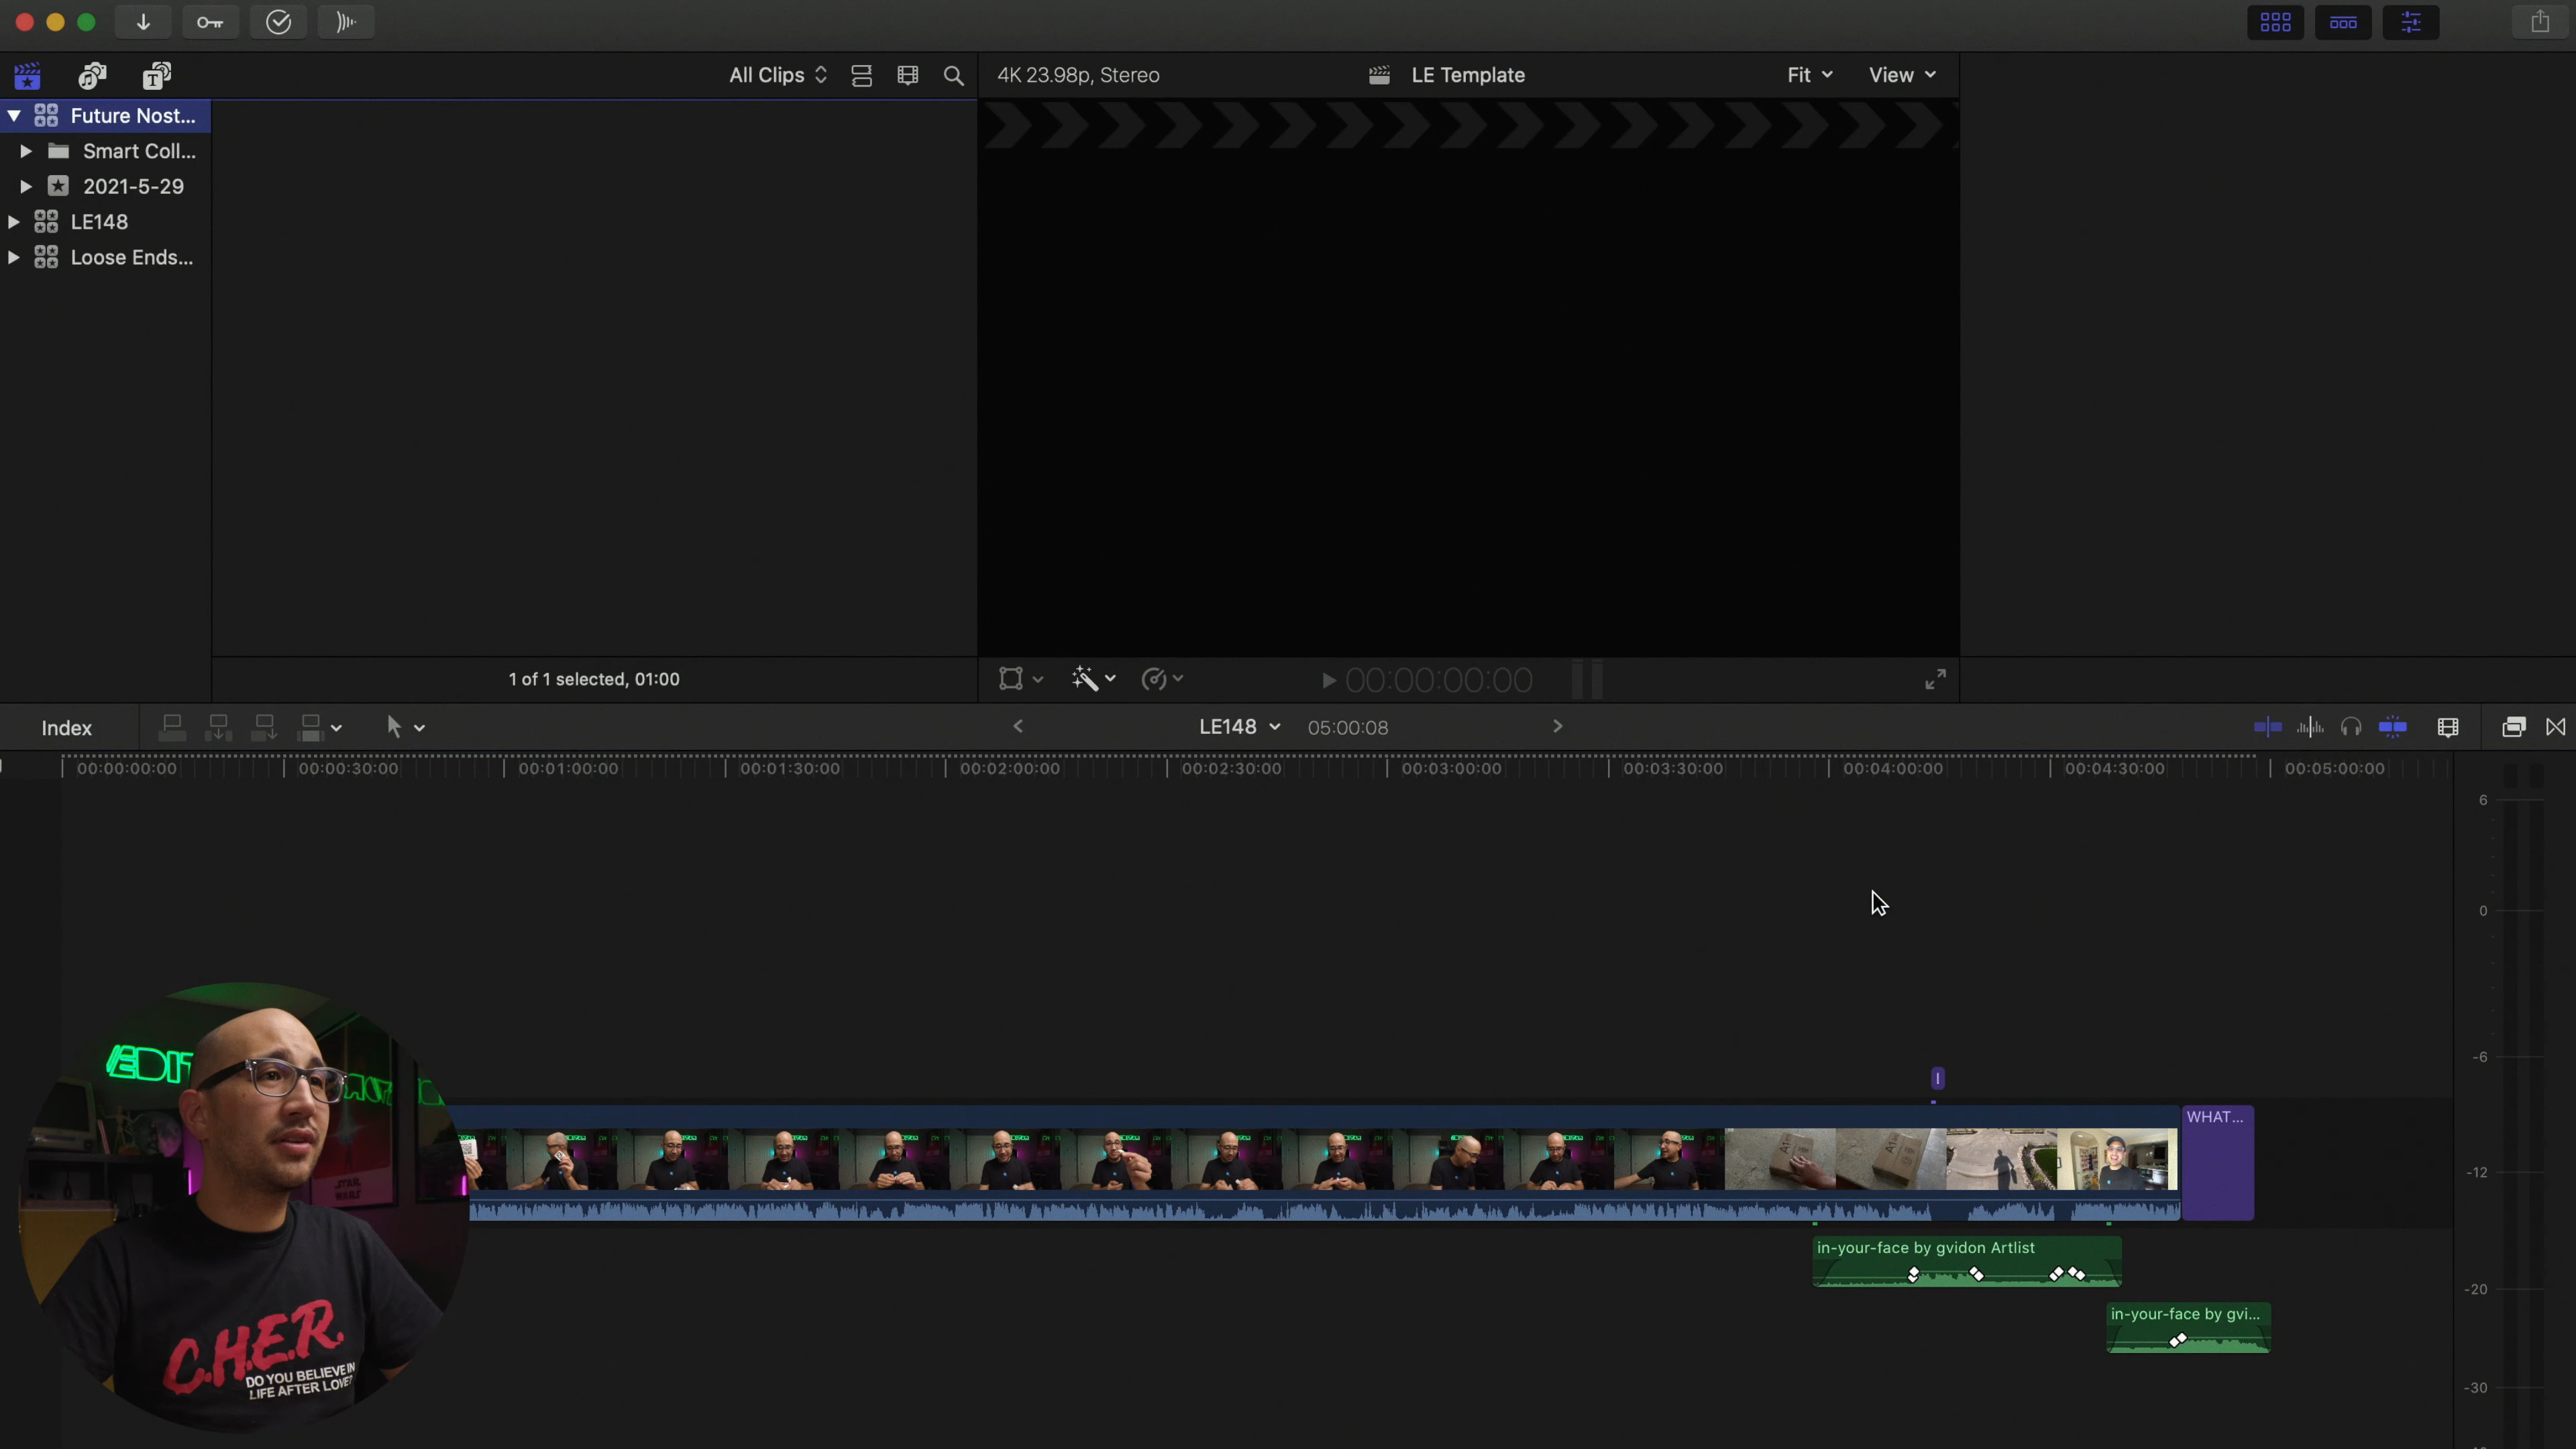 All Clips
4K 23.98p, Stereo
LE Template
Fit
View
Future Nost...
Smart Coll...
2021-5-29
LE148
Loose Ends...
1 of 1 selected, 01:00
00:00:00:00
Index
LE148
05:00:08
00:00:00:00
00:00:30:00
00:01:00:00
00:01:30:00
00:02:00:00
00:02:30:00
00:03:00:00
00:03:30:00
00:04:00:00
00:04:30:00
00:05:00:00
6
0
-6
-12
-20
-30
WHAT...
in-your-face by gvidon Artlist
in-your-face by gvi...
STAR
WARS
C.H.E.R.
DO YOU BELIEVE IN
LIFE AFTER LOVE?